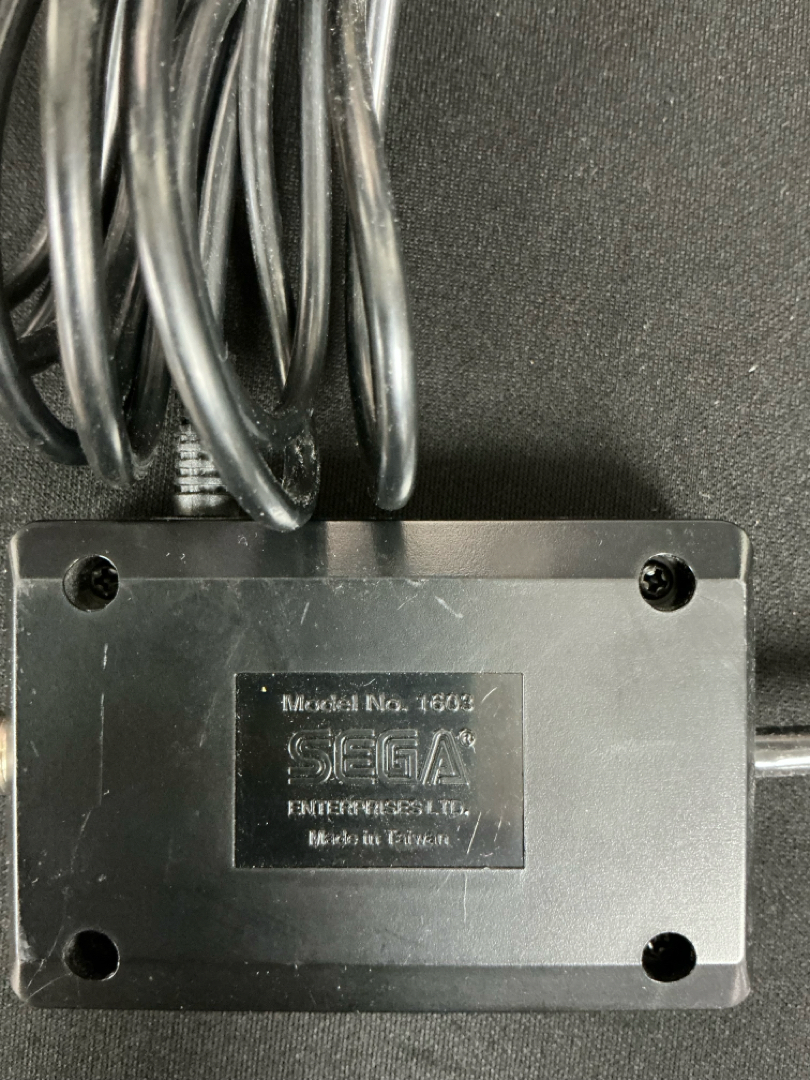 Model No. 1603
SEGA®
ENTERPRISES LTD.
Made in Taiwan